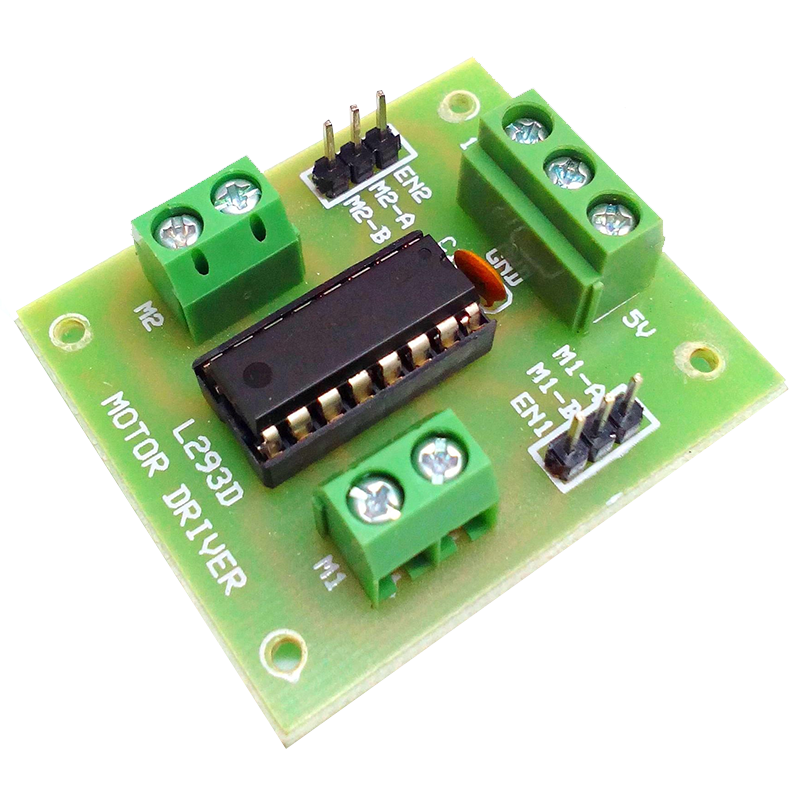 EN2
M2-A
M2-B
GND
5V
M2
M1-A
M1-B
EN1
L293D
MOTOR DRIVER
M1